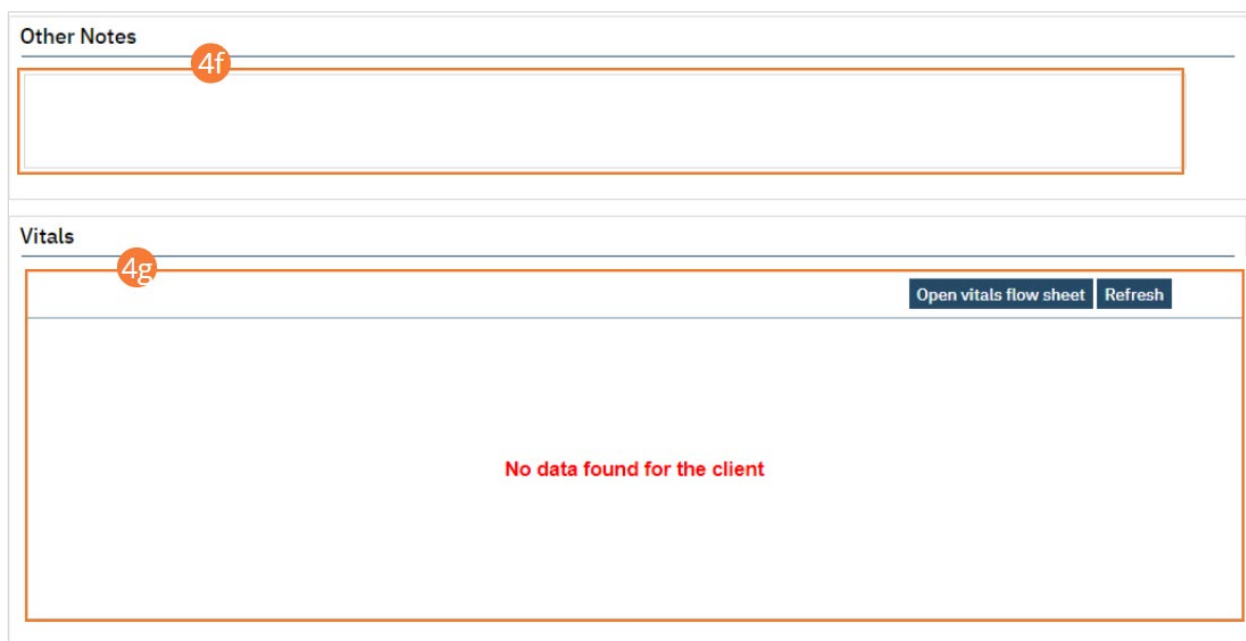 Other Notes
4f
Vitals
4g
Open vitals flow sheet Refresh
No data found for the client